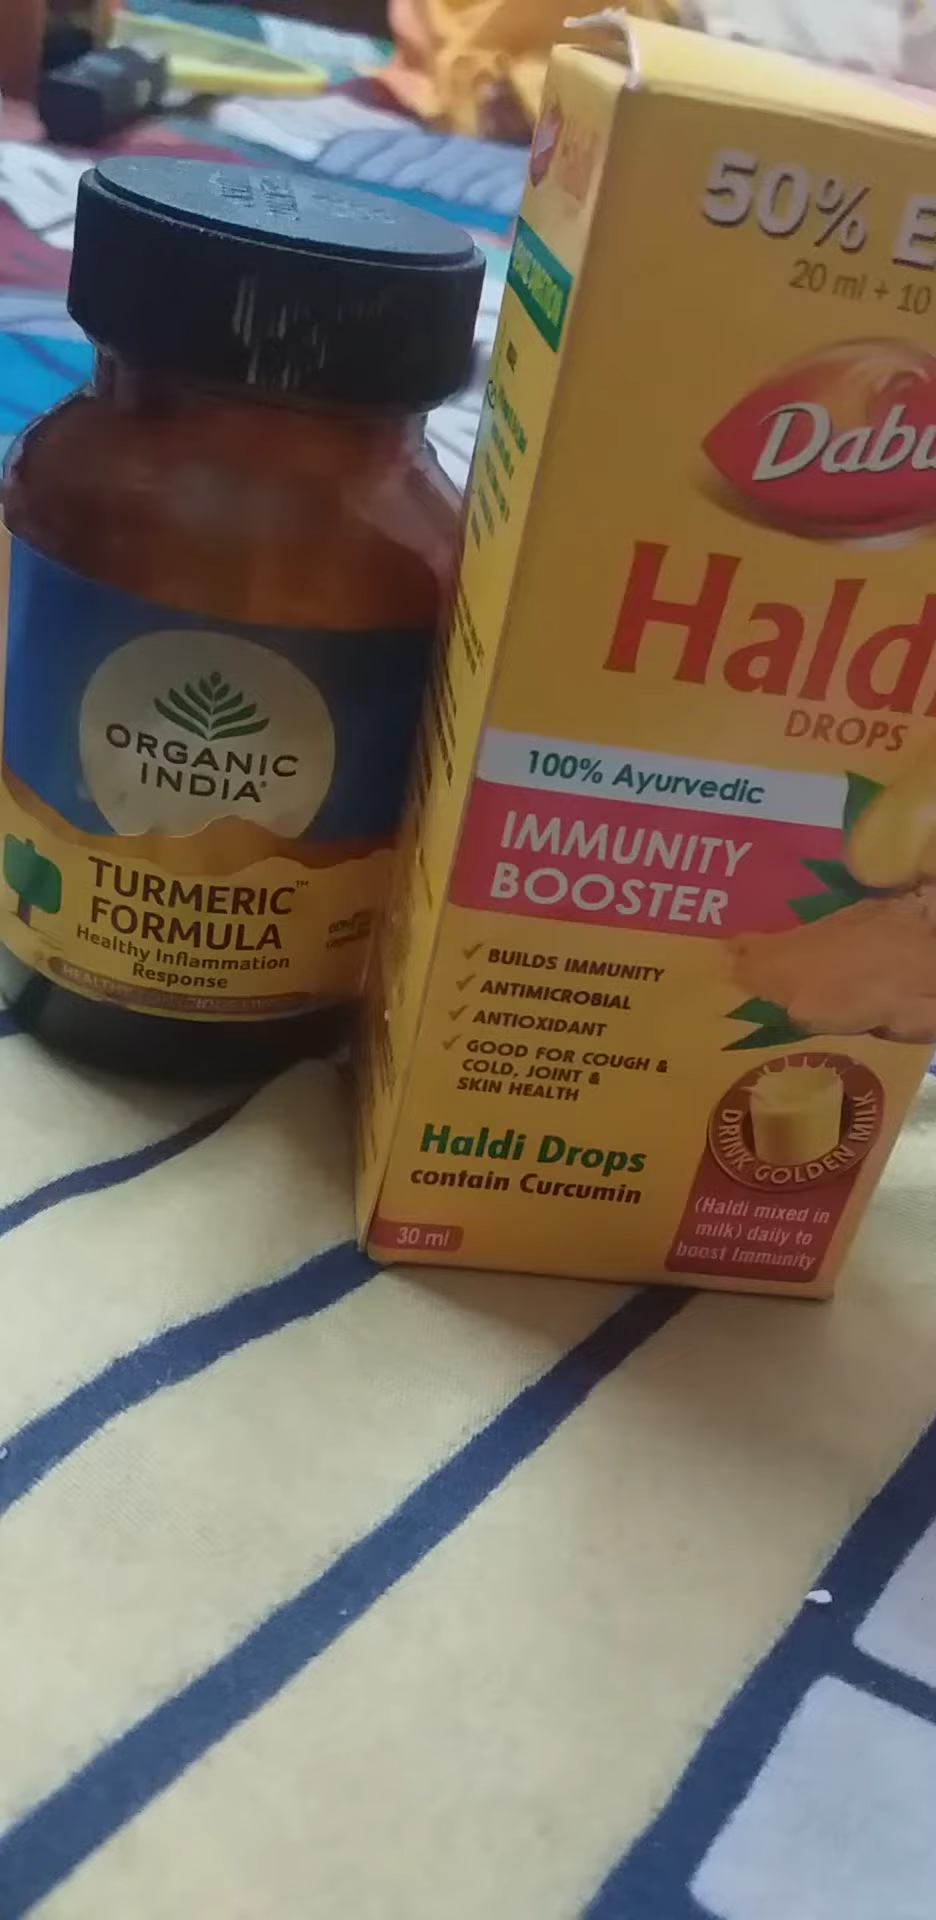 ORGANIC
INDIA
TURMERIC™
FORMULA
Healthy Inflammation
Response
50% E
20 ml + 10
Dabu
Haldi
DROPS
100% Ayurvedic
IMMUNITY
BOOSTER
✓ BUILDS IMMUNITY
✓ ANTIMICROBIAL
✓ ANTIOXIDANT
✓ GOOD FOR COUGH &
COLD, JOINT &
SKIN HEALTH
Haldi Drops
contain Curcumin
30 ml
DRINK GOLDEN MILK
(Haldi mixed in
milk) daily to
boost Immunity